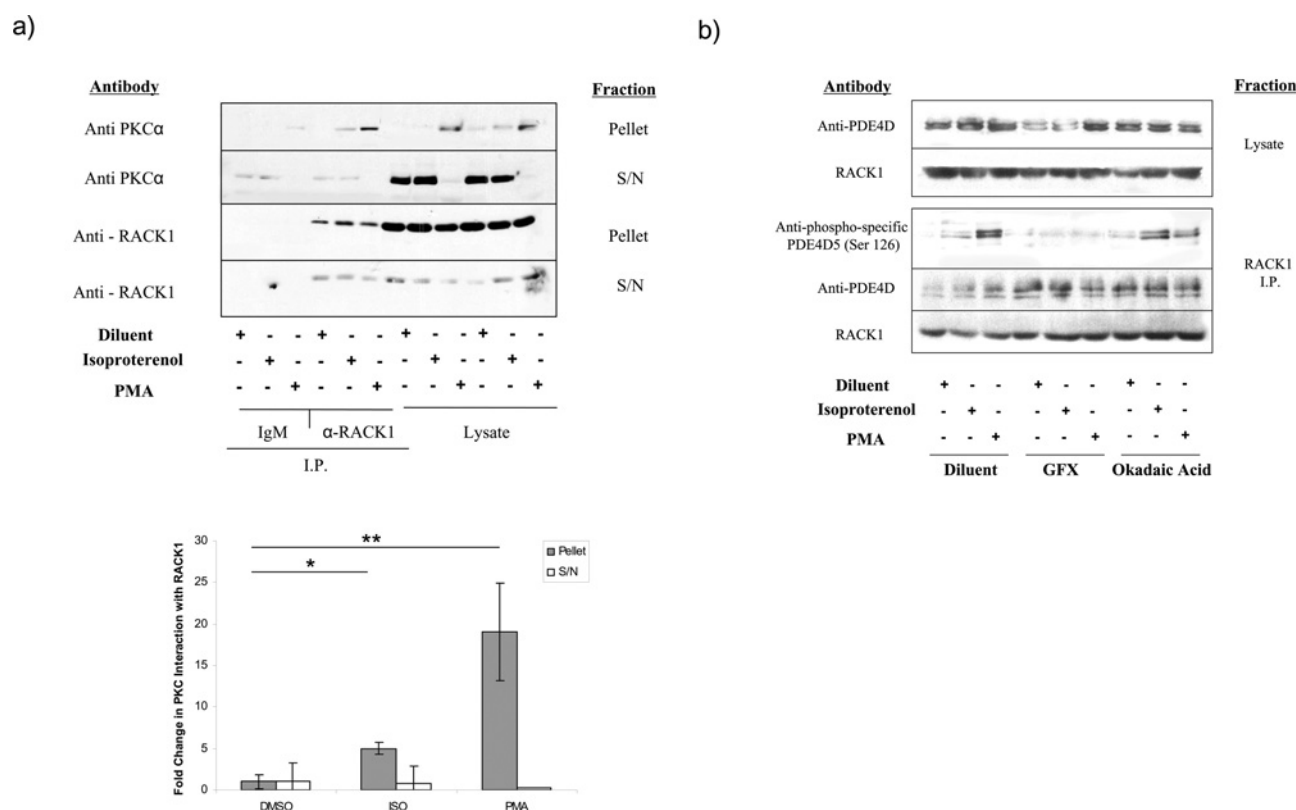 a)
Antibody Fraction
Anti PKCα Pellet
Anti PKCα S/N
Anti - RACK1 Pellet
Anti - RACK1 S/N
Diluent + - - + - - + - - + - -
Isoproterenol - + - - + - - + - - + -
PMA - - + - - + - - + - - +
IgM α-RACK1 Lysate
I.P.
30
25
20
15
10
5
0
Fold Change in PKC Interaction with RACK1
**
*
Pellet
S/N
DMSO ISO PMA
b)
Antibody Fraction
Anti-PDE4D
Lysate
RACK1
Anti-phospho-specific
PDE4D5 (Ser 126)
RACK1
I.P.
Anti-PDE4D
RACK1
Diluent + - - + - - + - -
Isoproterenol - + - - + - - + -
PMA - - + - - + - - +
Diluent GFX Okadaic Acid